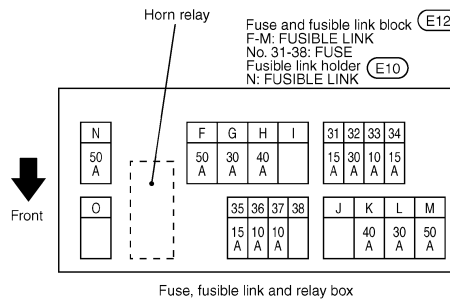 Horn relay
Fuse and fusible link block E12
F-M: FUSIBLE LINK
No. 31-38: FUSE
Fusible link holder E10
N: FUSIBLE LINK
N F G H I 31 32 33 34
50 A 50 A 30 A 40 A 15 A 30 A 10 A 15 A
Front
O 35 36 37 38 J K L M
15 A 10 A 10 A 40 A 30 A 50 A
Fuse, fusible link and relay box